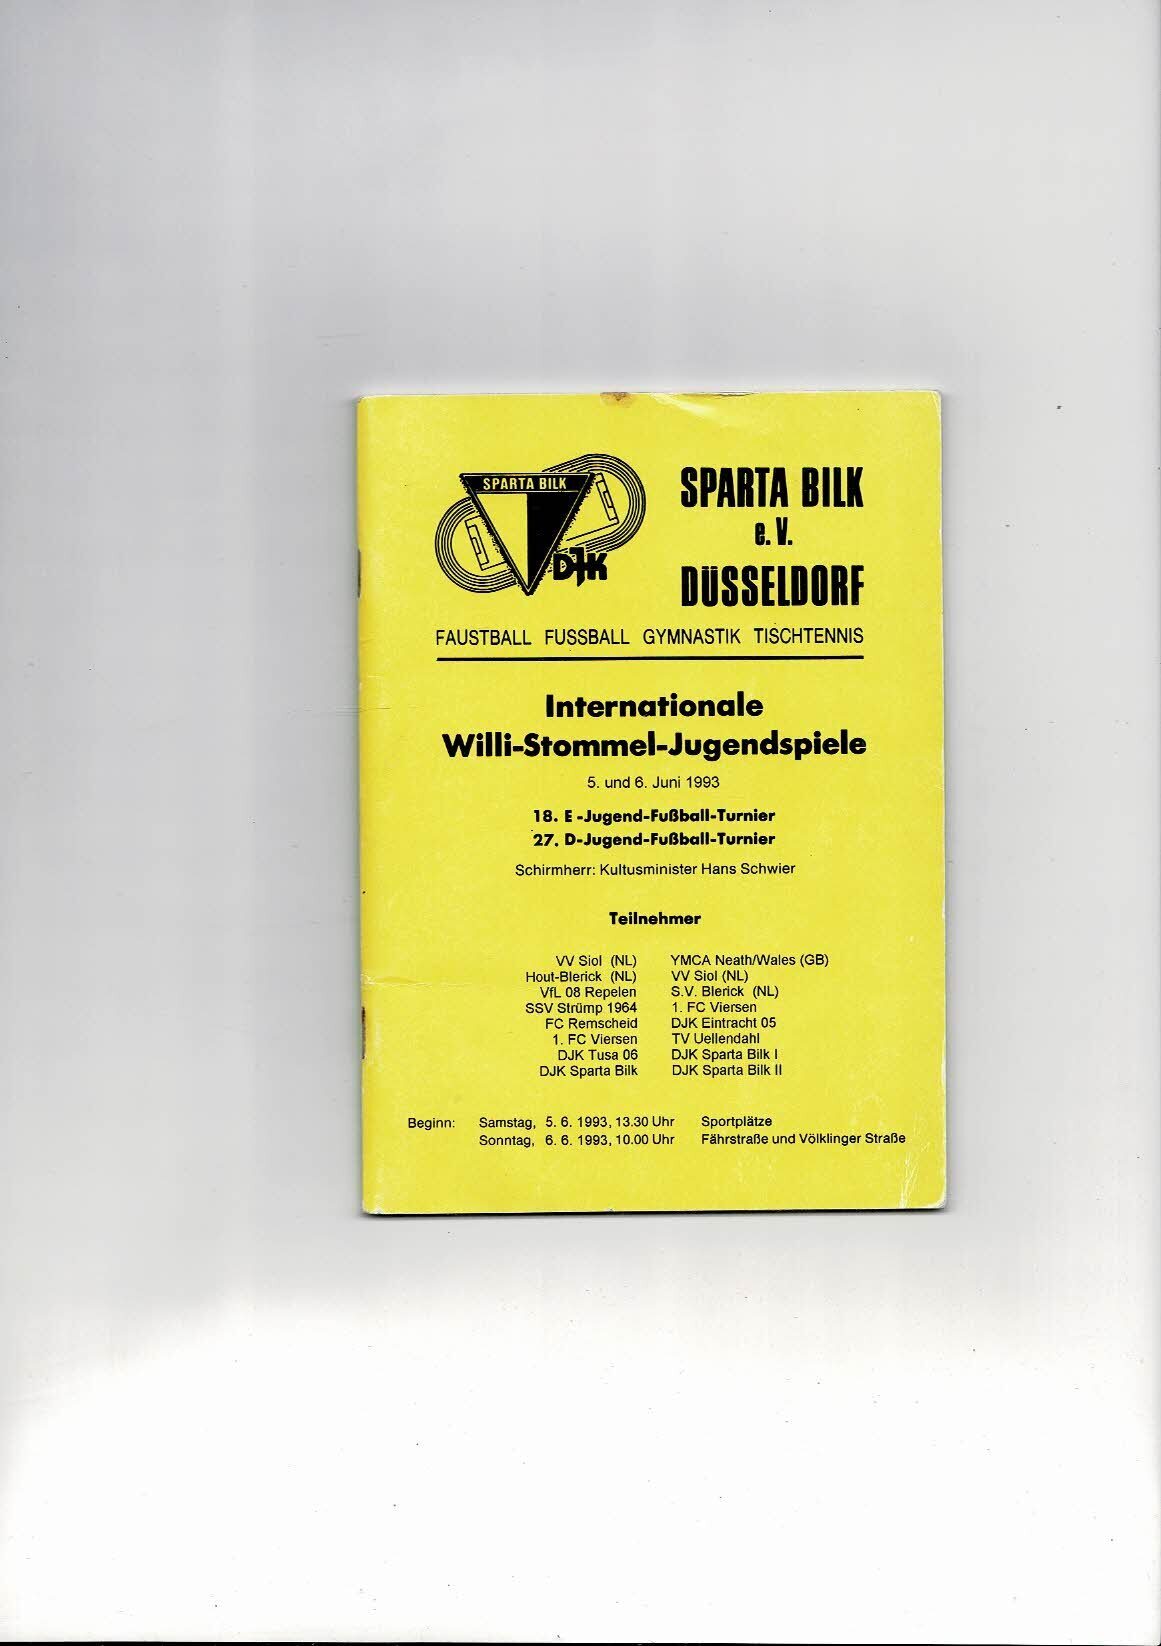 SPARTA BILK
DJK
SPARTA BILK
e. V.
DÜSSELDORF
FAUSTBALL FUSSBALL GYMNASTIK TISCHTENNIS
Internationale
Willi-Stommel-Jugendspiele
5. und 6. Juni 1993
18. E -Jugend-Fußball-Turnier
27. D-Jugend-Fußball-Turnier
Schirmherr: Kultusminister Hans Schwier
Teilnehmer
VV Siol (NL) YMCA Neath/Wales (GB)
Hout-Blerick (NL) VV Siol (NL)
VfL 08 Repelen S.V. Blerick (NL)
SSV Strümp 1964 1. FC Viersen
FC Remscheid DJK Eintracht 05
1. FC Viersen TV Uellendahl
DJK Tusa 06 DJK Sparta Bilk I
DJK Sparta Bilk DJK Sparta Bilk II
Beginn: Samstag, 5. 6. 1993, 13.30 Uhr Sportplätze
Sonntag, 6. 6. 1993, 10.00 Uhr Fährstraße und Völklinger Straße